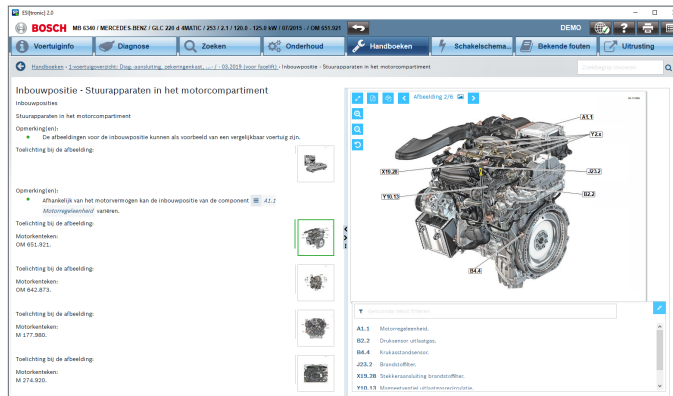 ES[tronic] 2.0
BOSCH MB 6340 / MERCEDES-BENZ / GLC 220 d 4MATIC / 253 / 2.1 / 120.0 - 125.0 kW / 07/2015 - / OM 651.921
DEMO
Voertuiginfo
Diagnose
Zoeken
Onderhoud
Handboeken
Schakelschema...
Bekende fouten
Uitrusting
Handboeken › 1 voertuigoverzicht: Diag.-aansluiting, zekeringenkast, ... / - 03.2019 (voor facelift) › Inbouwpositie - Stuurapparaten in het motorcompartiment
Inbouwpositie - Stuurapparaten in het motorcompartiment
Inbouwposities
Stuurapparaten in het motorcompartiment
Opmerking(en):
De afbeeldingen voor de inbouwpositie kunnen als voorbeeld van een vergelijkbaar voertuig zijn.
Toelichting bij de afbeelding:
Opmerking(en):
Afhankelijk van het motorvermogen kan de inbouwpositie van de component 41.1
Motorregeleenheid variëren.
Toelichting bij de afbeelding:
Motorkenteken:
OM 651.921.
Toelichting bij de afbeelding:
Motorkenteken:
OM 642.873.
Toelichting bij de afbeelding:
Motorkenteken:
M 177.980.
Toelichting bij de afbeelding:
Motorkenteken:
M 274.920.
Afbeelding 2/6
A1.1
Y2.x
X19.28
J23.2
Y10.13
B2.2
B4.4
A1.1 Motorregeleenheid.
B2.2 Druksensor uitlaatgas.
B4.4 Krukasstandsensor.
J23.2 Brandstoffilter.
X19.28 Stekkeraansluiting brandstoffilter.
Y10.13 Magneetventiel uitlaatgasrecirculatie.